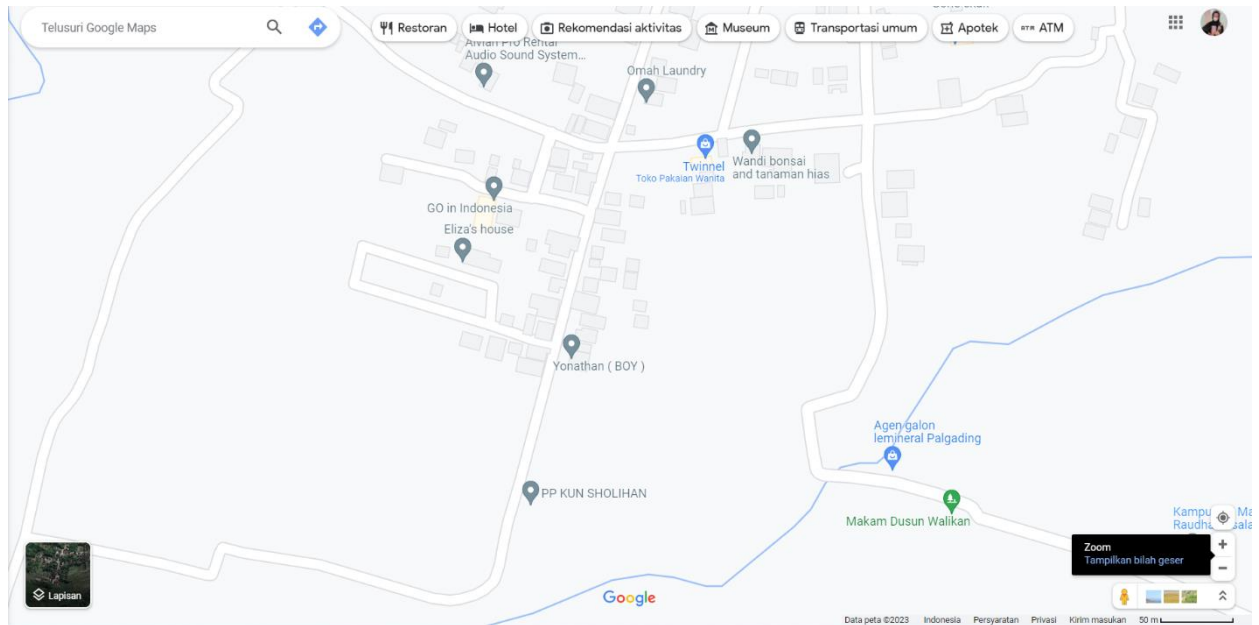 Telusuri Google Maps
Restoran
Hotel
Rekomendasi aktivitas
Museum
Transportasi umum
Apotek
ATM ATM
Pro Rental
Audio Sound System...
Omah Laundry
Twinnel
Toko Pakaian Wanita
Wandi bonsai
and tanaman hias
GO in Indonesia
Eliza's house
Yonathan ( BOY )
Agen galon
lemineral Palgading
PP KUN SHOLIHAN
Makam Dusun Walikan
Zoom
Tampilkan bilah geser
Lapisan
Google
Data peta ©2023 Indonesia Persyaratan Privasi Kirim masukan 50 m